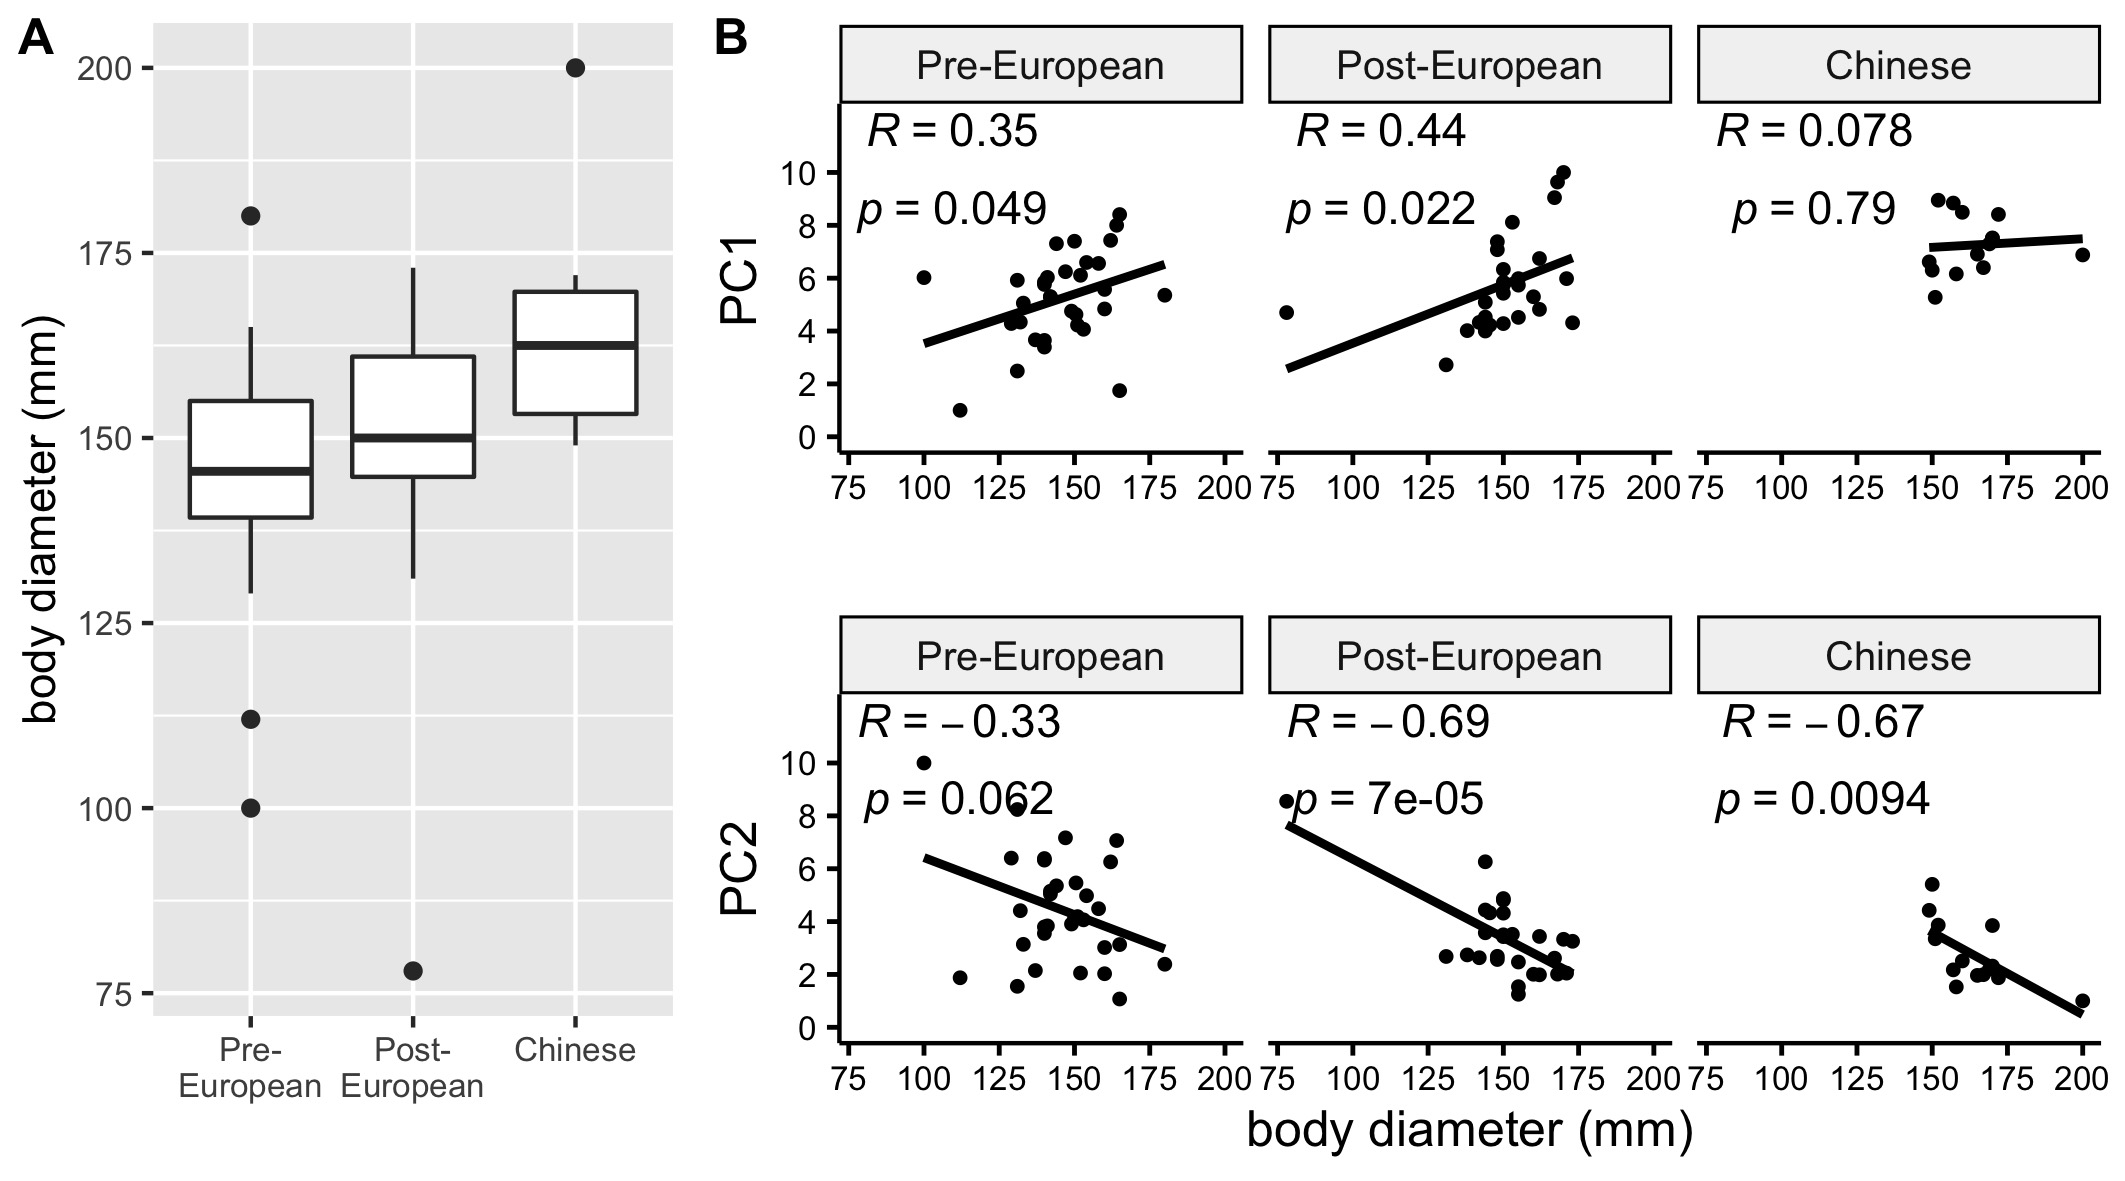 A
body diameter (mm)
200
175
150
125
100
75
Pre-
European
Post-
European
Chinese
B
Pre-European
Post-European
Chinese
PC1
R = 0.35
p = 0.049
R = 0.44
p = 0.022
R = 0.078
p = 0.79
10
8
6
4
2
0
75 100 125 150 175 200
75 100 125 150 175 200
75 100 125 150 175 200
Pre-European
Post-European
Chinese
PC2
R = −0.33
p = 0.062
R = −0.69
p = 7e-05
R = −0.67
p = 0.0094
10
8
6
4
2
0
75 100 125 150 175 200
75 100 125 150 175 200
75 100 125 150 175 200
body diameter (mm)